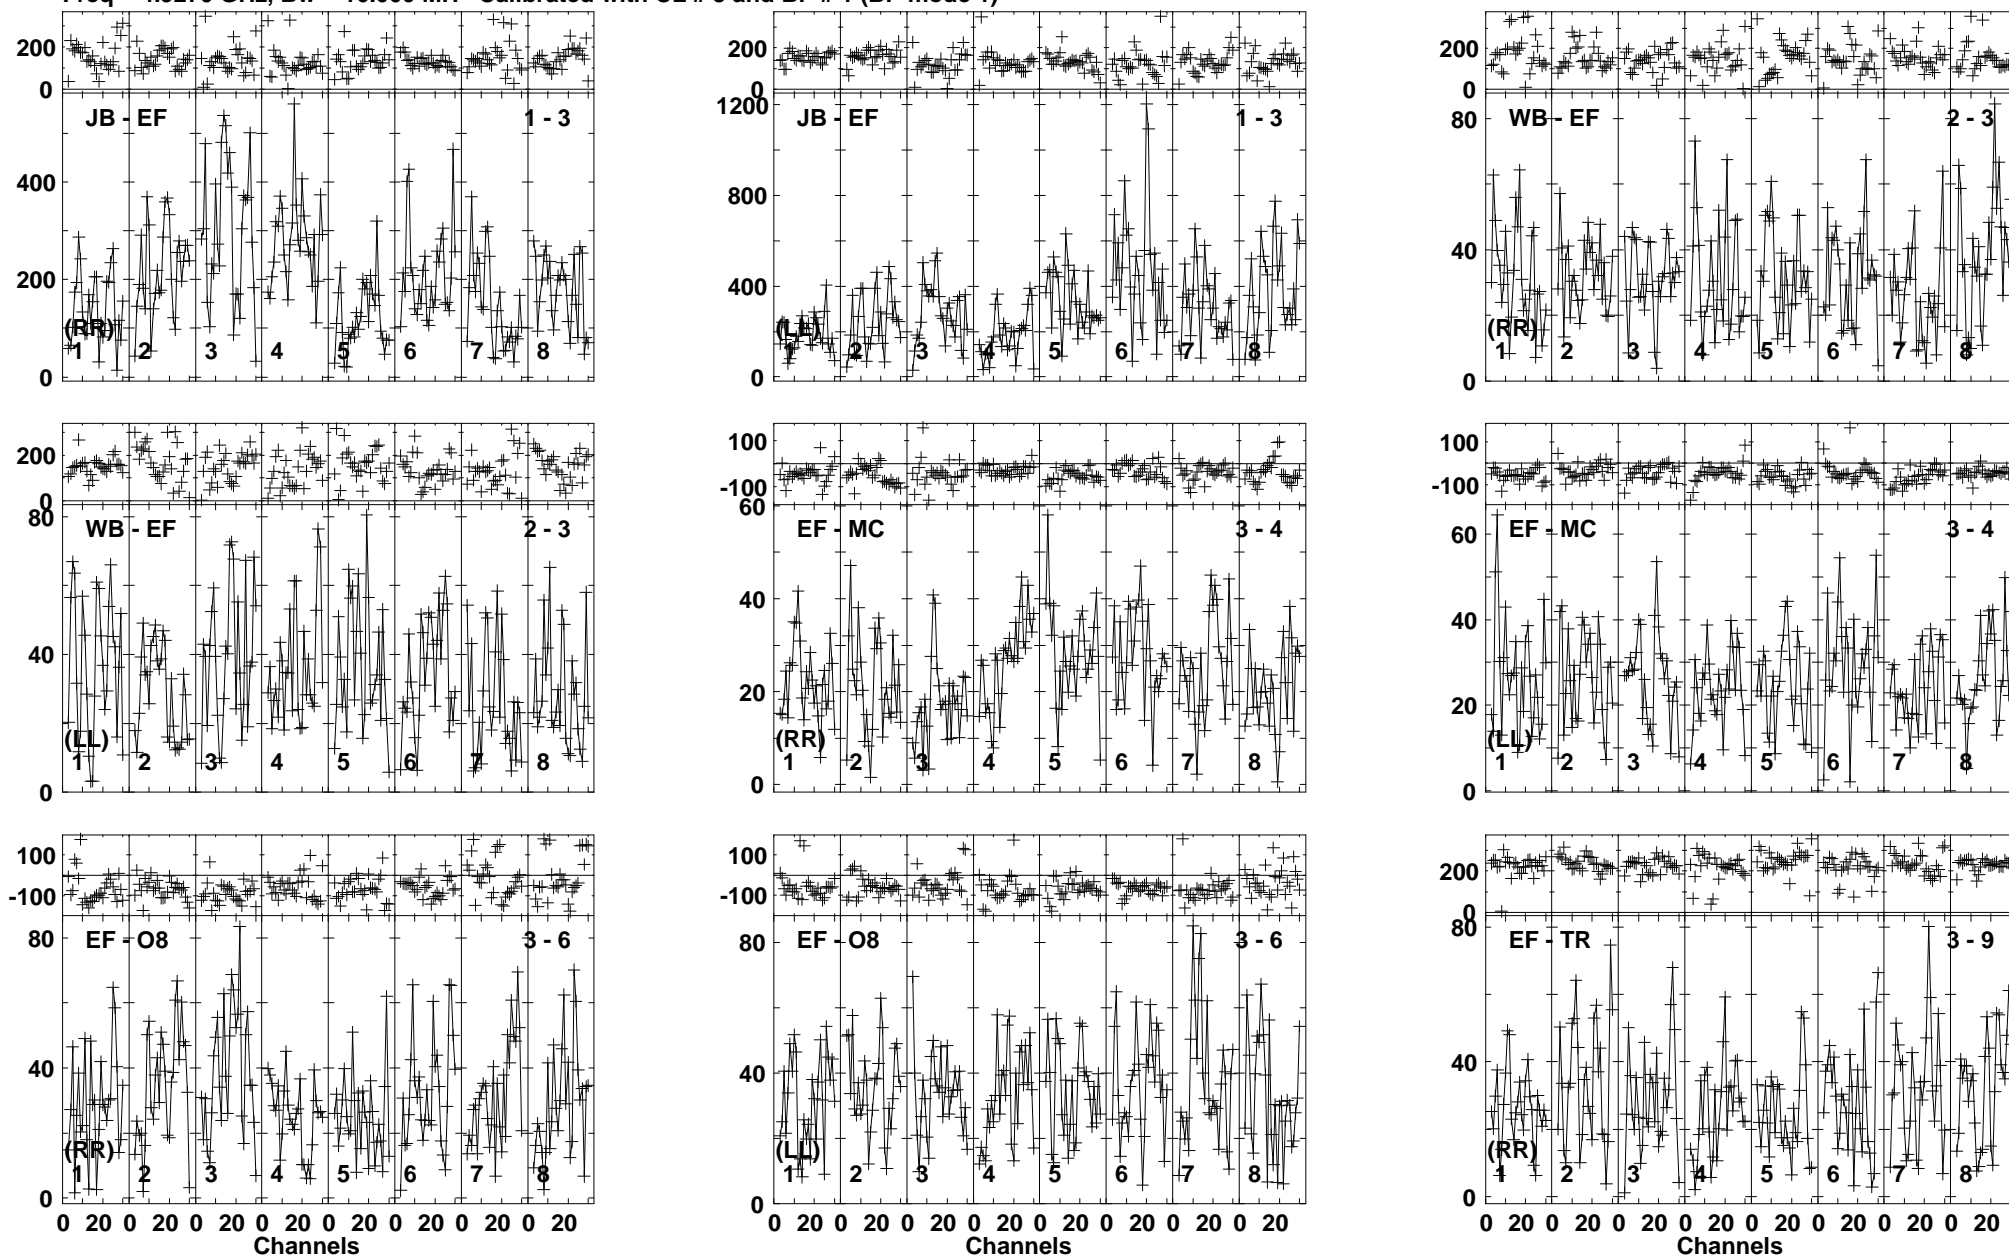 200 100 0 JB - EF 1 - 3 400 200 0 (RR) 1 2 3 4 5 6 7 8
200 100 0 JB - EF 1 - 3 1200 800 400 0 (LL) 1 2 3 4 5 6 7 8
200 0 WB - EF 2 - 3 80 40 0 (RR) 1 2 3 4 5 6 7 8
200 0 WB - EF 2 - 3 80 40 0 (LL) 1 2 3 4 5 6 7 8
100 -100 EF - MC 3 - 4 60 40 20 0 (RR) 1 2 3 4 5 6 7 8
100 -100 EF - MC 3 - 4 60 40 20 0 (LL) 1 2 3 4 5 6 7 8
100 -100 EF - O8 3 - 6 80 40 0 (RR) 1 2 3 4 5 6 7 8
100 -100 EF - O8 3 - 6 80 40 0 (LL) 1 2 3 4 5 6 7 8
200 0 EF - TR 3 - 9 80 40 0 (RR) 1 2 3 4 5 6 7 8
0 20 0 20 0 20 0 20 0 20 0 20 0 20 0 20
0 20 0 20 0 20 0 20 0 20 0 20 0 20 0 20
0 20 0 20 0 20 0 20 0 20 0 20 0 20 0 20
Channels Channels Channels